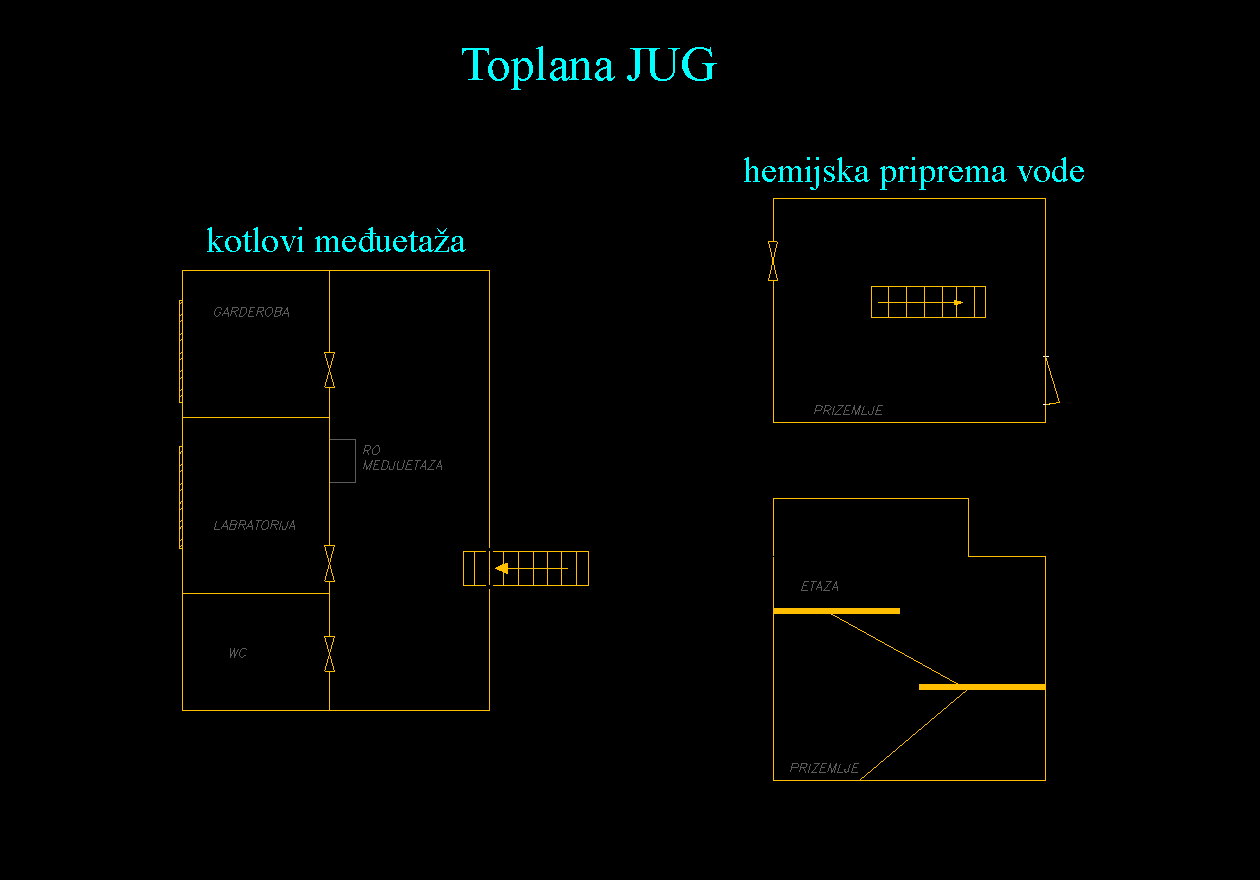 Toplana JUG
hemijska priprema vode
kotlovi međuetaža
GARDEROBA
PRIZEMLJE
RO
MEDJUETAZA
LABRATORIJA
ETAZA
WC
PRIZEMLJE